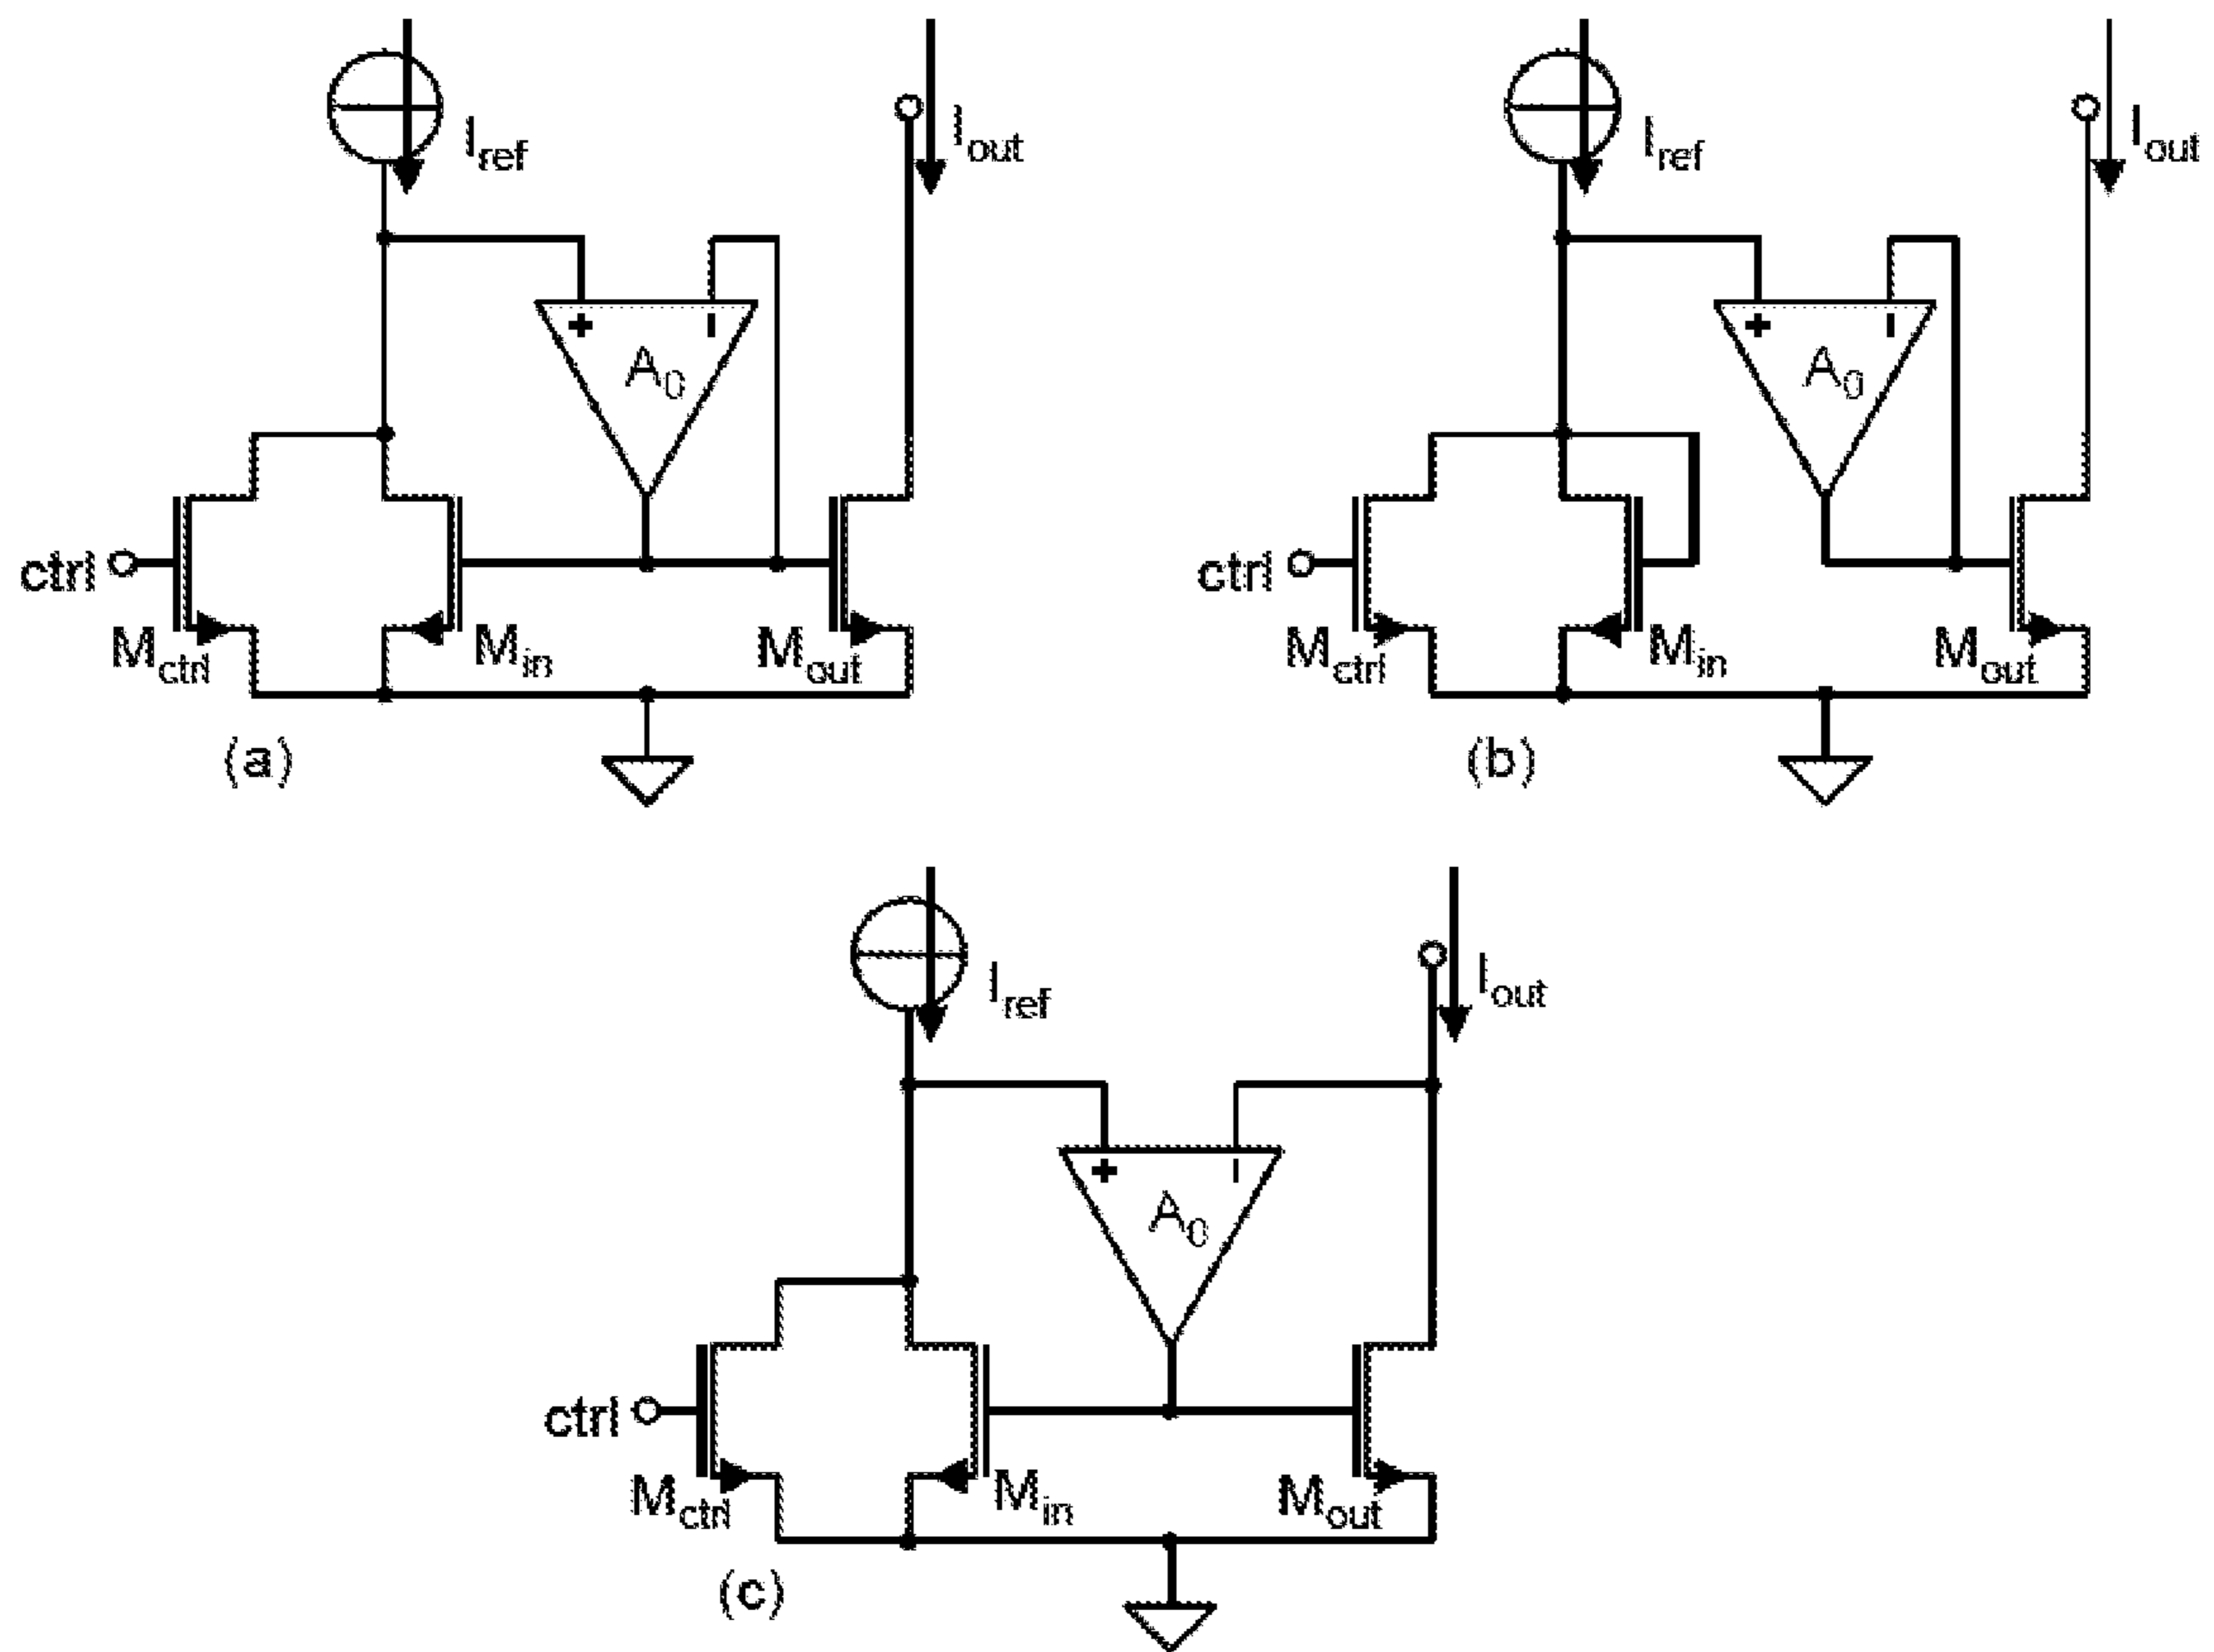 I_ref
I_out
+ −
A_0
ctrl
M_ctrl
M_in
M_out
(a)
I_ref
I_out
+ −
A_0
ctrl
M_ctrl
M_in
M_out
(b)
I_ref
I_out
+ −
A_0
ctrl
M_ctrl
M_in
M_out
(c)